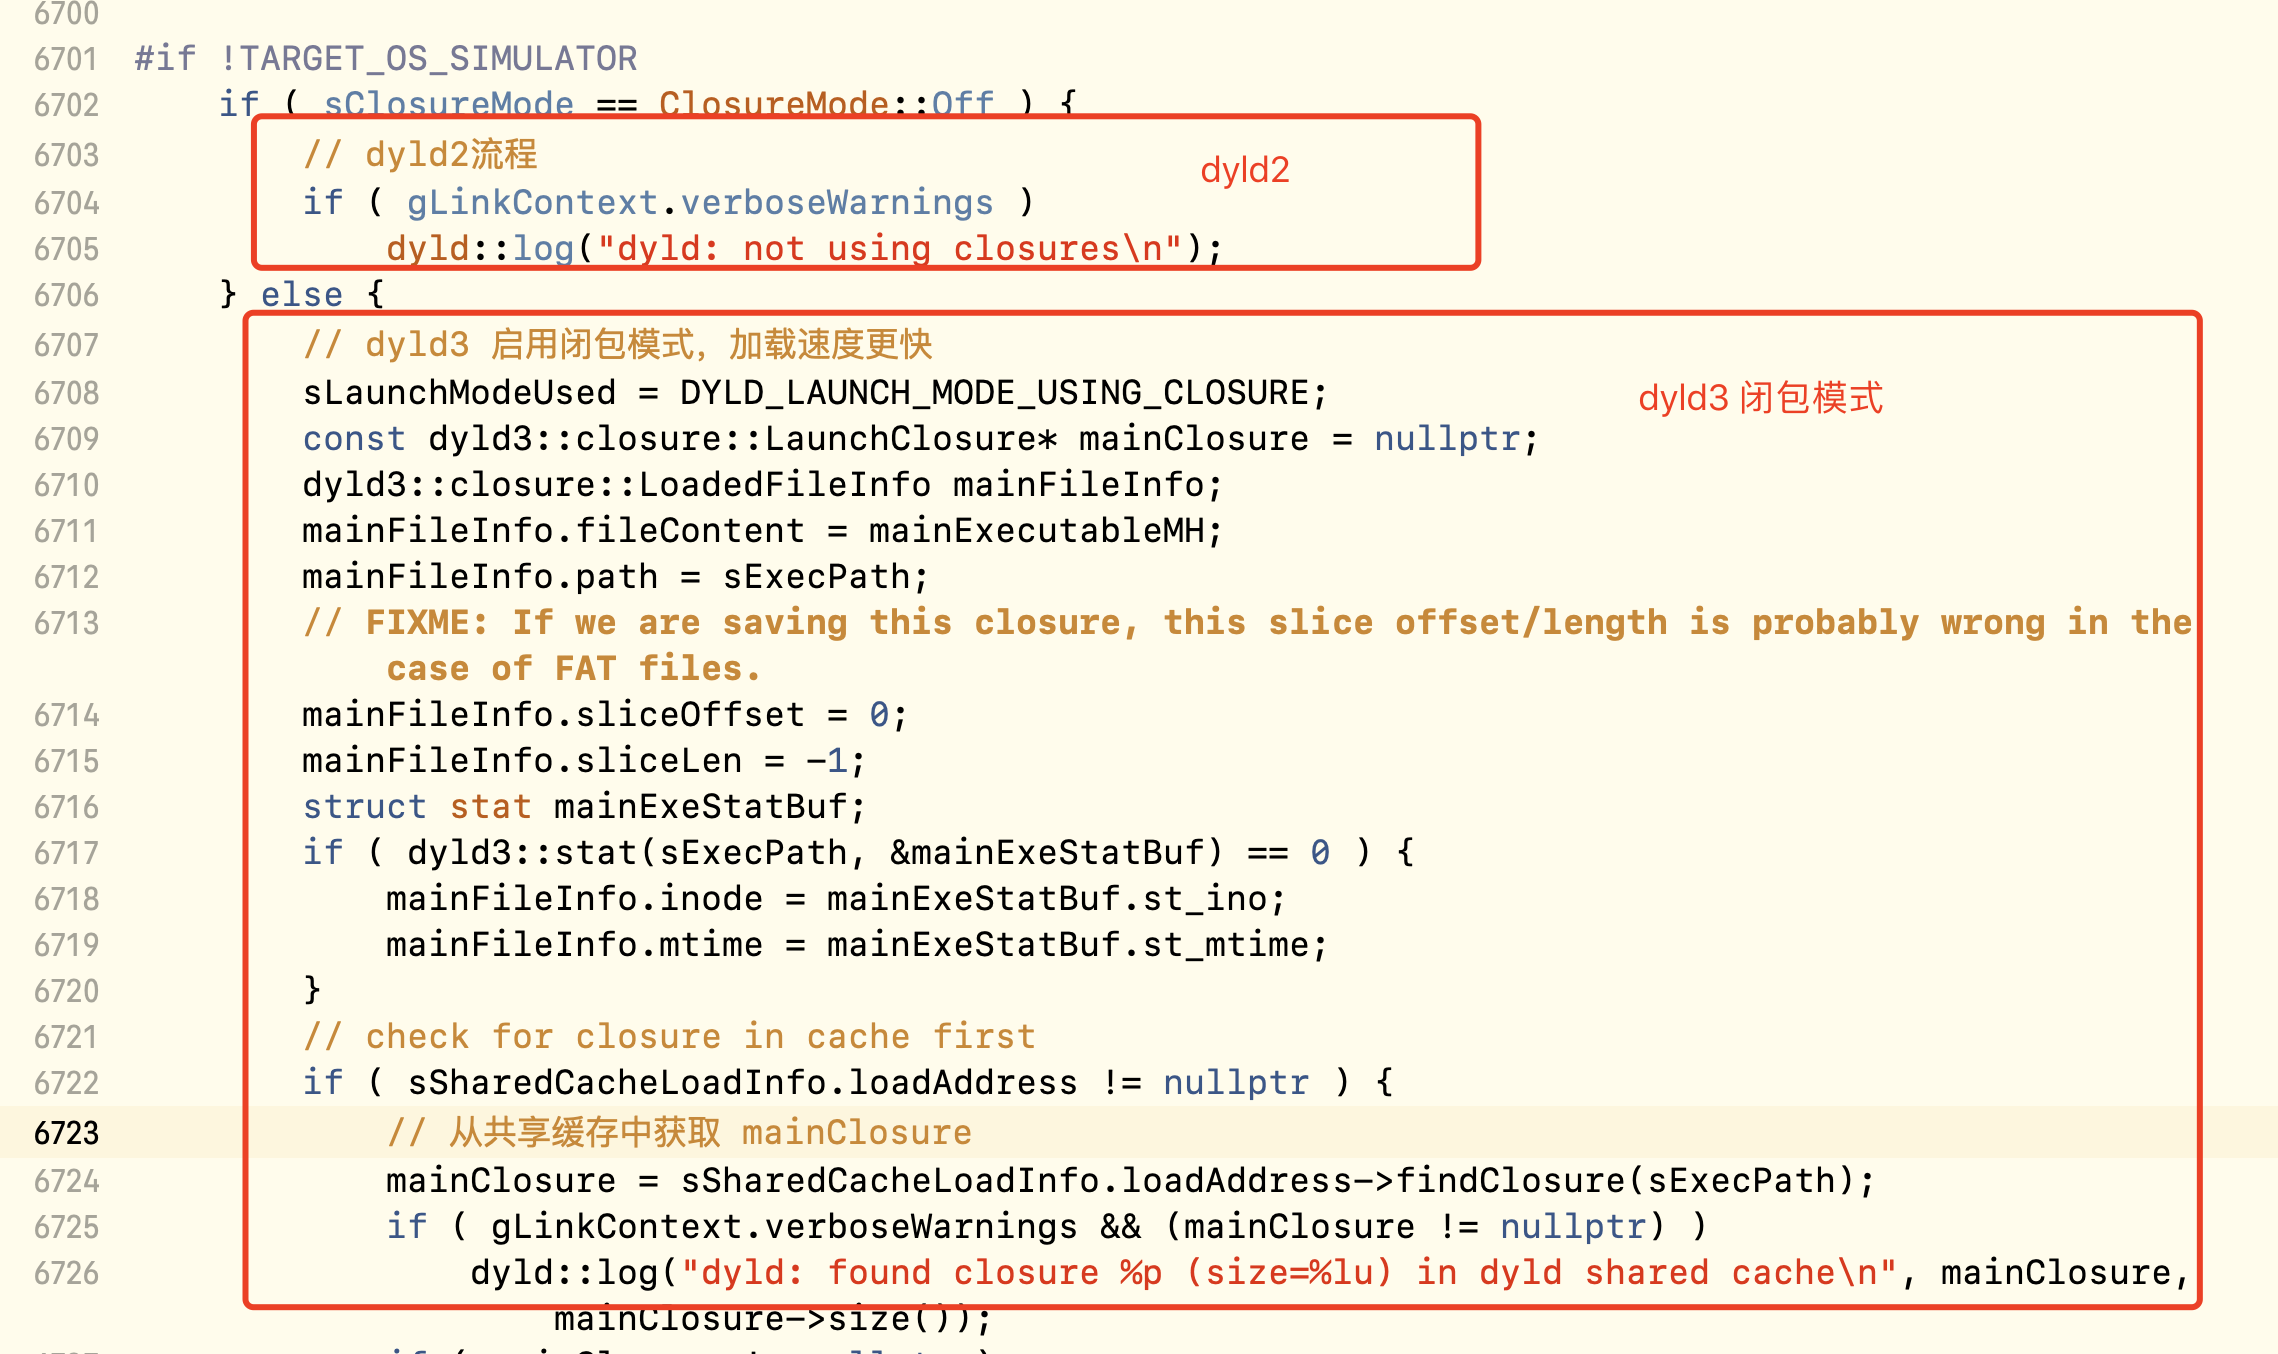 6700
6701 #if !TARGET_OS_SIMULATOR
6702 if ( sClosureMode == ClosureMode::Off ) {
6703 // dyld2流程
dyld2
6704 if ( gLinkContext.verboseWarnings )
6705 dyld::log("dyld: not using closures\n");
6706 } else {
6707 // dyld3 启用闭包模式，加载速度更快
6708 sLaunchModeUsed = DYLD_LAUNCH_MODE_USING_CLOSURE;
dyld3 闭包模式
6709 const dyld3::closure::LaunchClosure* mainClosure = nullptr;
6710 dyld3::closure::LoadedFileInfo mainFileInfo;
6711 mainFileInfo.fileContent = mainExecutableMH;
6712 mainFileInfo.path = sExecPath;
6713 // FIXME: If we are saving this closure, this slice offset/length is probably wrong in the
case of FAT files.
6714 mainFileInfo.sliceOffset = 0;
6715 mainFileInfo.sliceLen = -1;
6716 struct stat mainExeStatBuf;
6717 if ( dyld3::stat(sExecPath, &mainExeStatBuf) == 0 ) {
6718 mainFileInfo.inode = mainExeStatBuf.st_ino;
6719 mainFileInfo.mtime = mainExeStatBuf.st_mtime;
6720 }
6721 // check for closure in cache first
6722 if ( sSharedCacheLoadInfo.loadAddress != nullptr ) {
6723 // 从共享缓存中获取 mainClosure
6724 mainClosure = sSharedCacheLoadInfo.loadAddress->findClosure(sExecPath);
6725 if ( gLinkContext.verboseWarnings && (mainClosure != nullptr) )
6726 dyld::log("dyld: found closure %p (size=%lu) in dyld shared cache\n", mainClosure,
mainClosure->size());